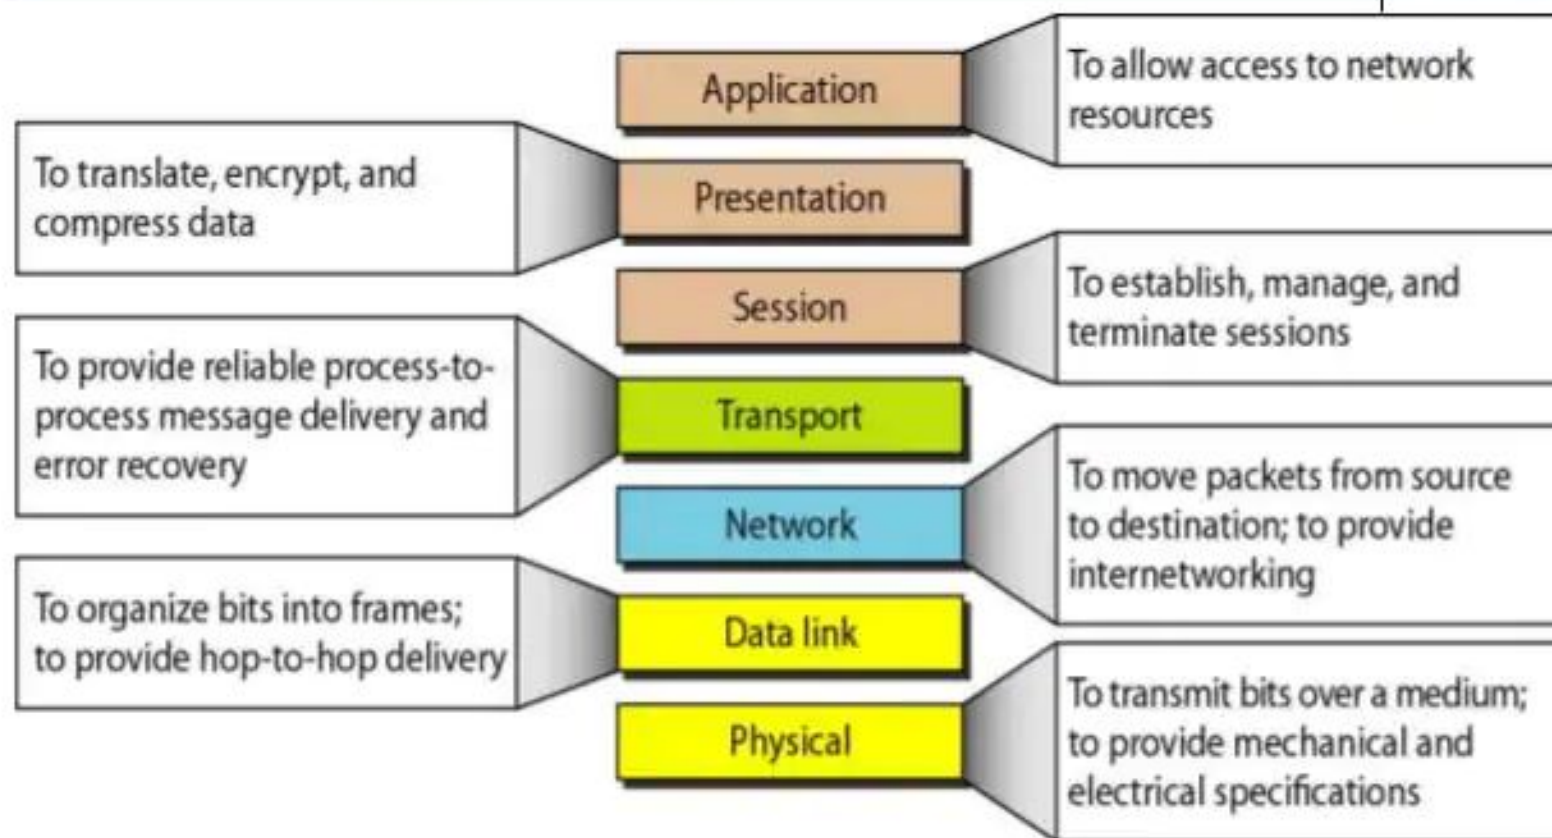 Application
To allow access to network
resources
To translate, encrypt, and
compress data
Presentation
Session
To establish, manage, and
terminate sessions
To provide reliable process-to-
process message delivery and
error recovery
Transport
Network
To move packets from source
to destination; to provide
internetworking
To organize bits into frames;
to provide hop-to-hop delivery
Data link
Physical
To transmit bits over a medium;
to provide mechanical and
electrical specifications